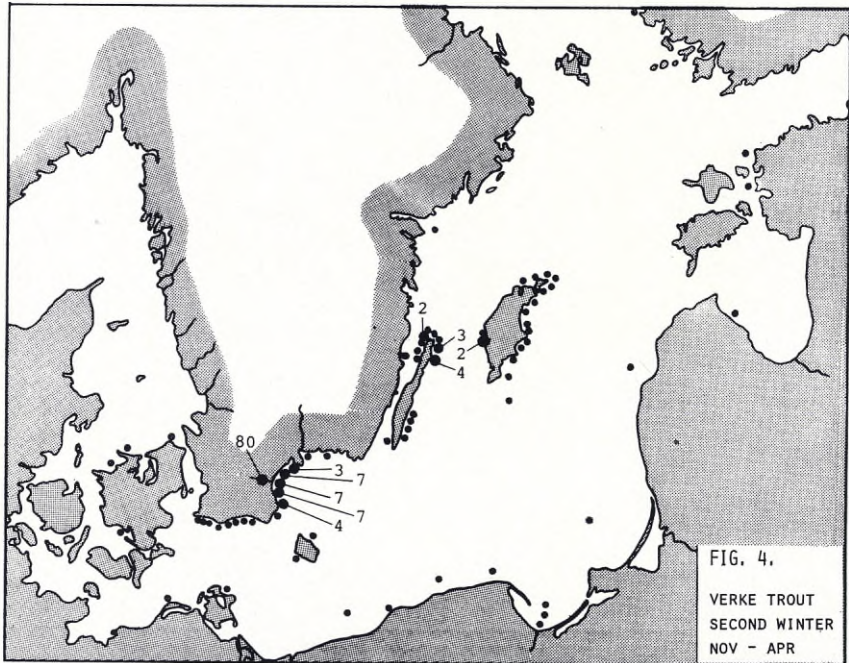 2
3
2
4
80
3
7
7
7
4
FIG. 4.
VERKE TROUT
SECOND WINTER
NOV - APR